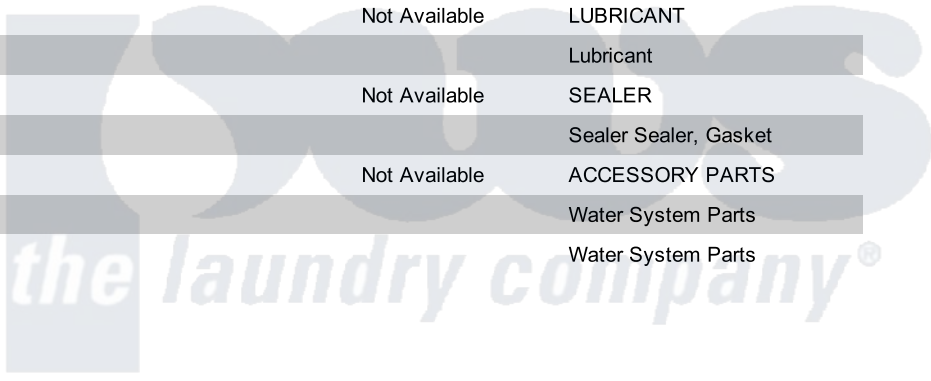 Not Available LUBRICANT
Lubricant
Not Available SEALER
Sealer Sealer, Gasket
Not Available ACCESSORY PARTS
Water System Parts
Water System Parts
the laundry company®